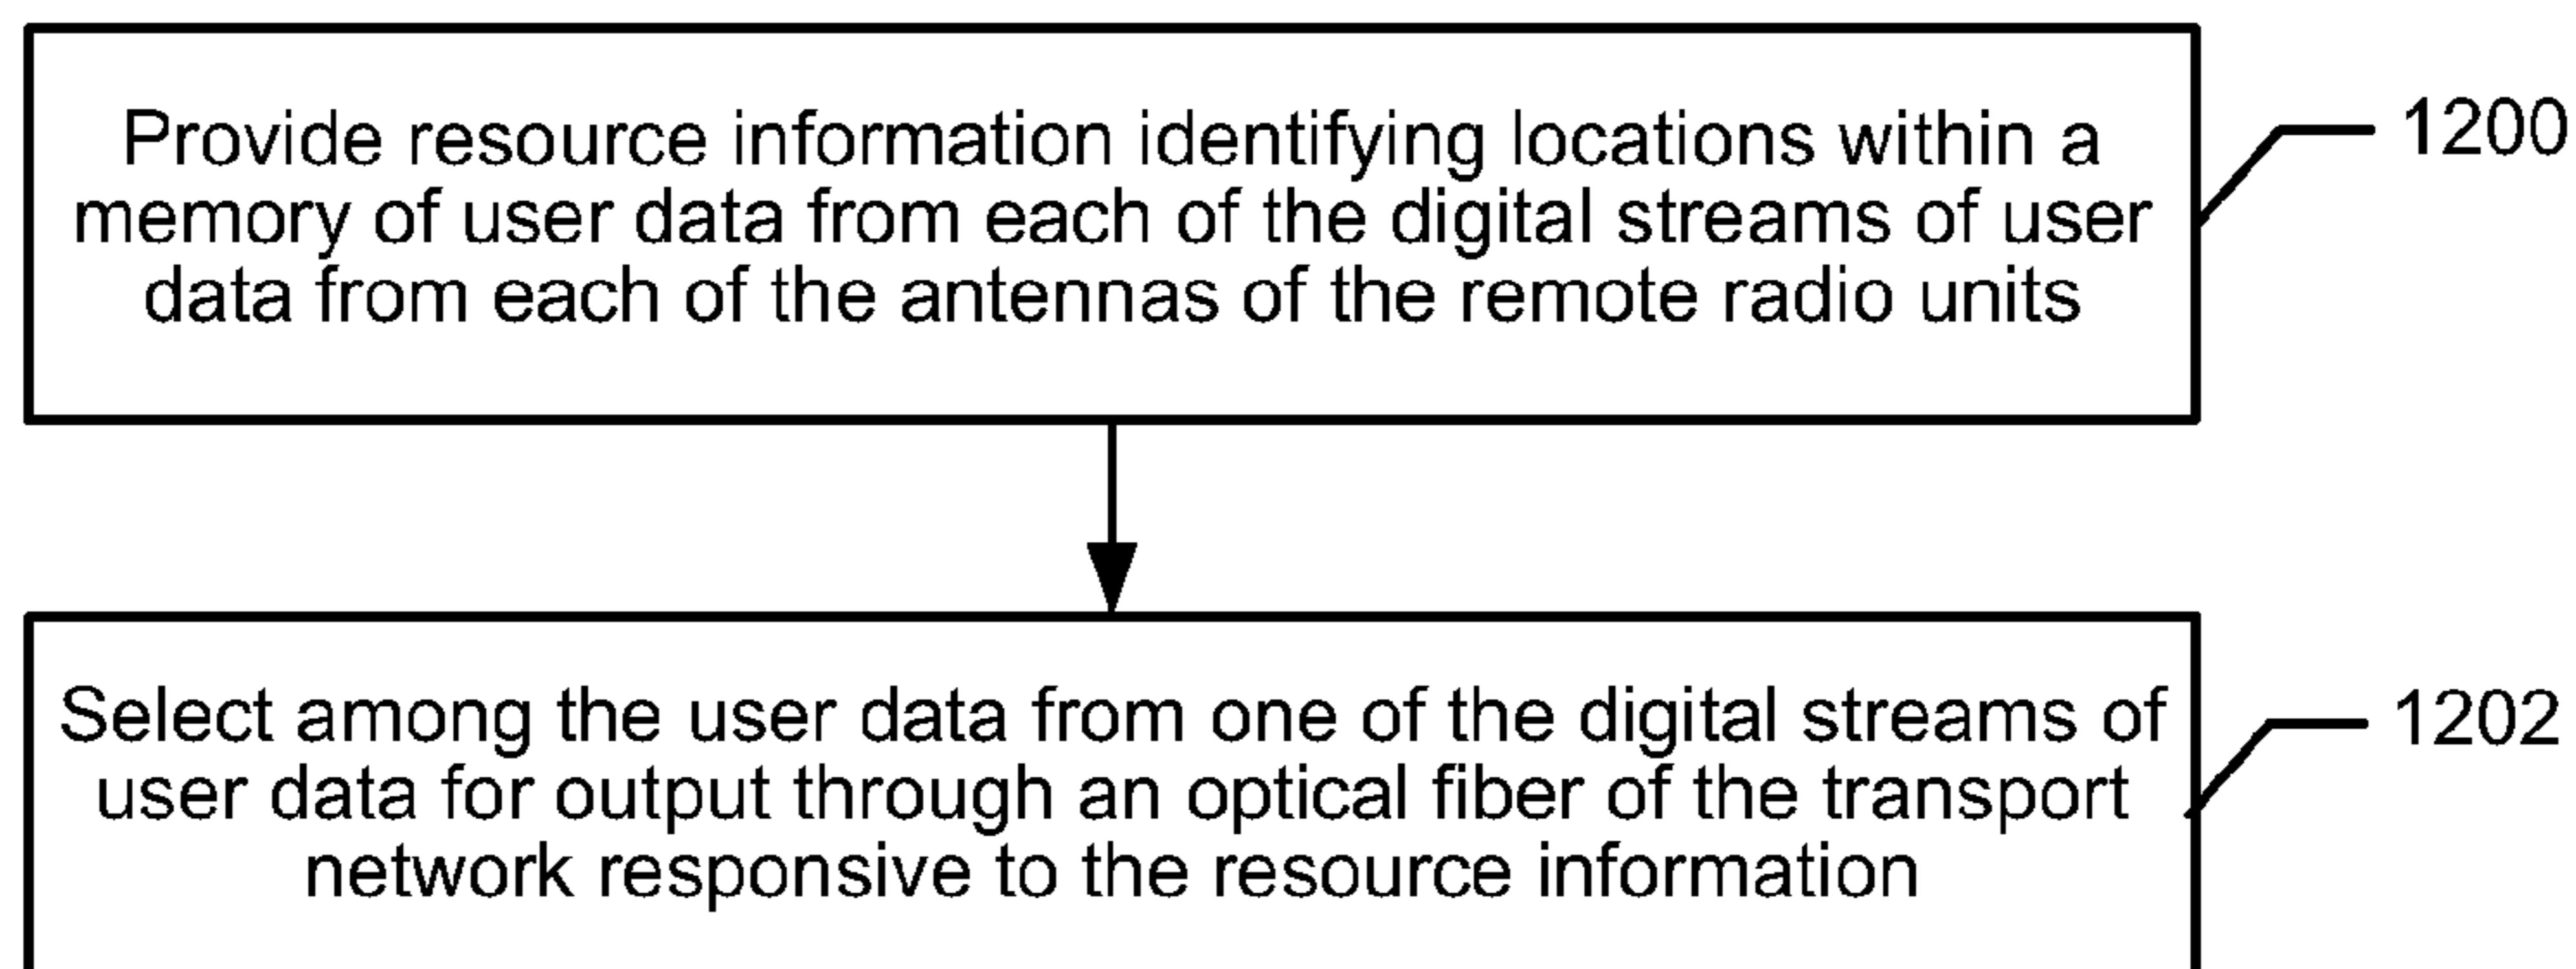 Provide resource information identifying locations within a
memory of user data from each of the digital streams of user
data from each of the antennas of the remote radio units
1200
Select among the user data from one of the digital streams of
user data for output through an optical fiber of the transport
network responsive to the resource information
1202